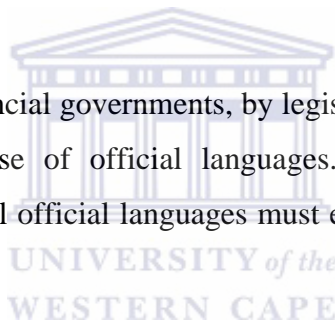 ncial governments, by legis
se of official languages.
l official languages must e
UNIVERSITY of the
WESTERN CAPE